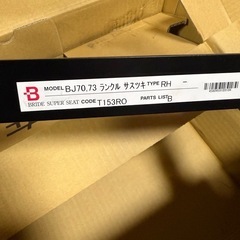 B MODEL BJ70,73 ランクル サスツキ TYPE RH –
BRIDE SUPER SEAT CODE T153RO PARTS LIST B